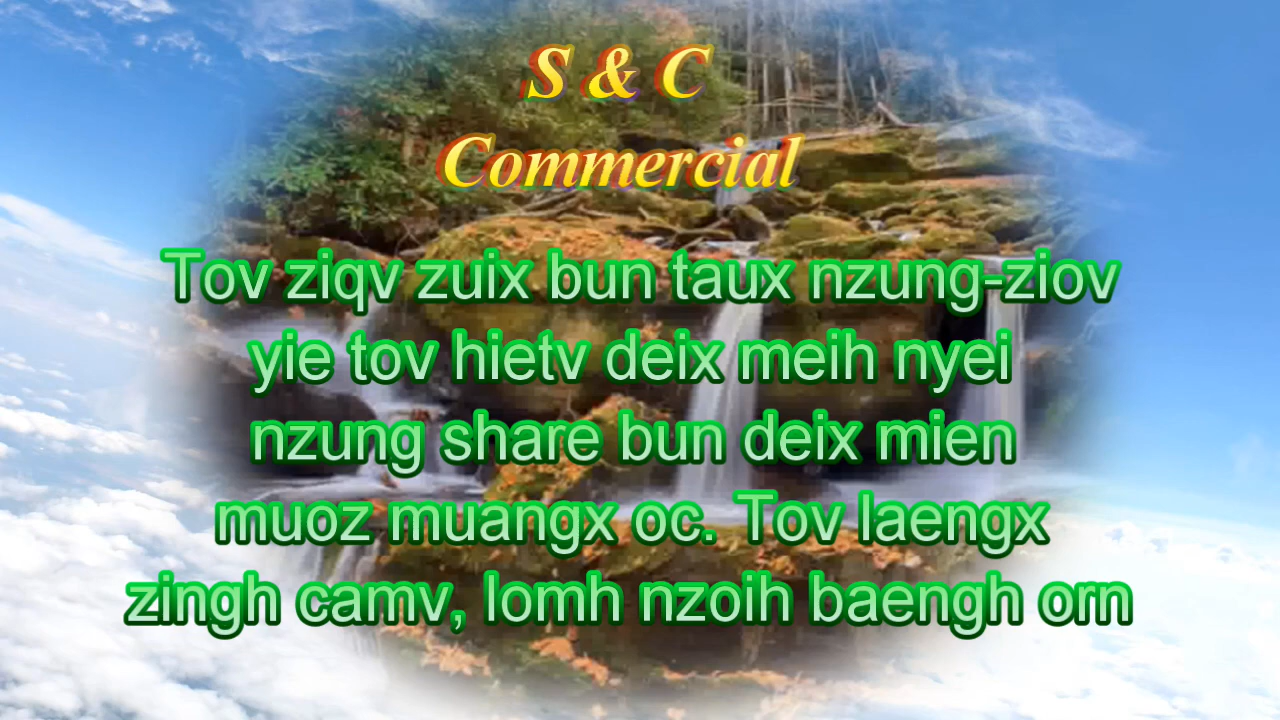 S & C
Commercial
Tov ziqv zuix bun taux nzung-ziov
yie tov hietv deix meih nyei
nzung share bun deix mien
muoz muangx oc. Tov laengx
zingh camv, lomh nzoih baengh orn